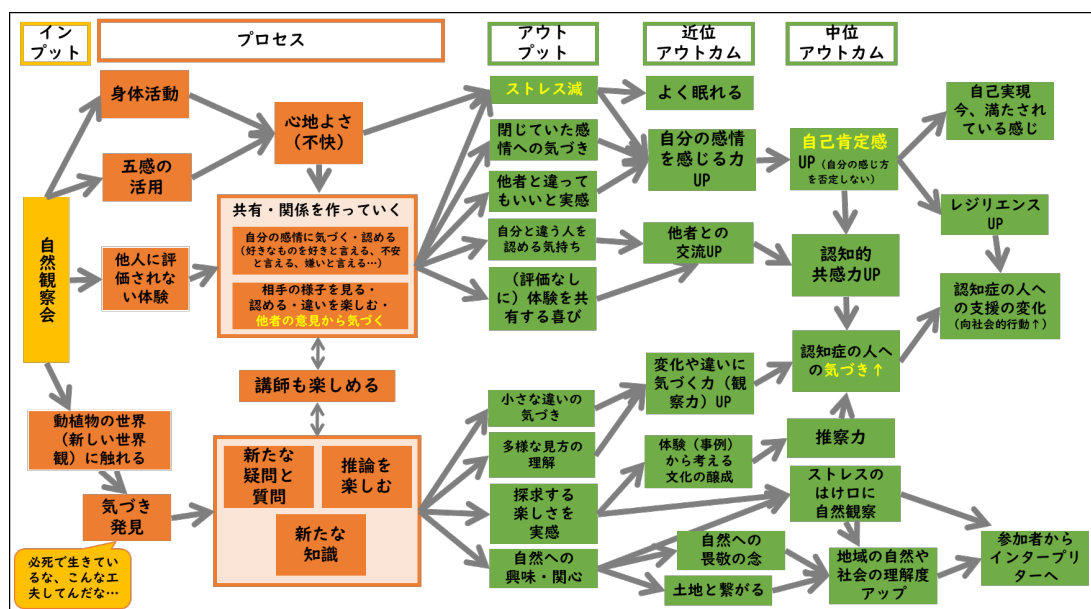 イン
プット
プロセス
アウト
プット
近位
アウトカム
中位
アウトカム
身体活動
五感の
活用
心地よさ
（不快）
自然観察会
他人に評
価されな
い体験
共有・関係を作っていく
自分の感情に気づく・認める
（好きなものを好きと言える、不安
と言える、嫌いと言える…）
相手の様子を見る・
認める・違いを楽しむ・
他者の意見から気づく
講師も楽しめる
動植物の世界
（新しい世界
観）に触れる
気づき
発見
必死で生きてい
るな、こんな工
夫してんだな…
新たな
疑問と
質問
推論を
楽しむ
新たな
知識
ストレス減
閉じていた感
情への気づき
他者と違って
もいいと実感
自分と違う人を
認める気持ち
（評価なし
に）体験を共
有する喜び
小さな違いの
気づき
多様な見方の
理解
探求する
楽しさを
実感
自然への
興味・関心
よく眠れる
自分の感情
を感じる力
UP
他者との
交流UP
変化や違いに
気づく力（観
察力）UP
体験（事例）
から考える
文化の醸成
自然への
畏敬の念
土地と繋がる
自己肯定感
UP（自分の感じ方
を否定しない）
認知的
共感力UP
認知症の人へ
の気づき↑
推察力
ストレスの
はけ口に
自然観察
地域の自然や
社会の理解度
アップ
自己実現
今、満たされ
ている感じ
レジリエンス
UP
認知症の人へ
の支援の変化
（向社会的行動↑）
参加者から
インタープリ
ターへ